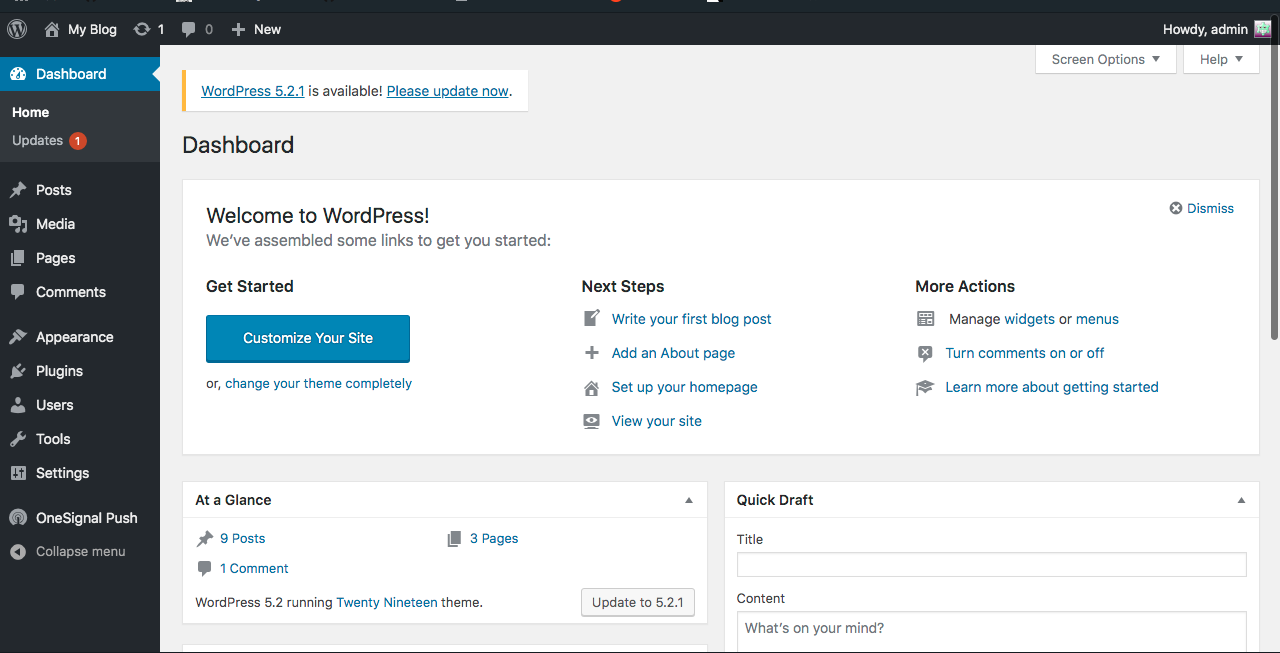 My Blog 1 0 New Howdy, admin
Dashboard
Home
Updates 1
Posts
Media
Pages
Comments
Appearance
Plugins
Users
Tools
Settings
OneSignal Push
Collapse menu
Screen Options Help
WordPress 5.2.1 is available! Please update now.
Dashboard
Welcome to WordPress!
Dismiss
We’ve assembled some links to get you started:
Get Started
Customize Your Site
or, change your theme completely
Next Steps
Write your first blog post
Add an About page
Set up your homepage
View your site
More Actions
Manage widgets or menus
Turn comments on or off
Learn more about getting started
At a Glance
9 Posts
3 Pages
1 Comment
WordPress 5.2 running Twenty Nineteen theme.
Update to 5.2.1
Quick Draft
Title
Content
What’s on your mind?